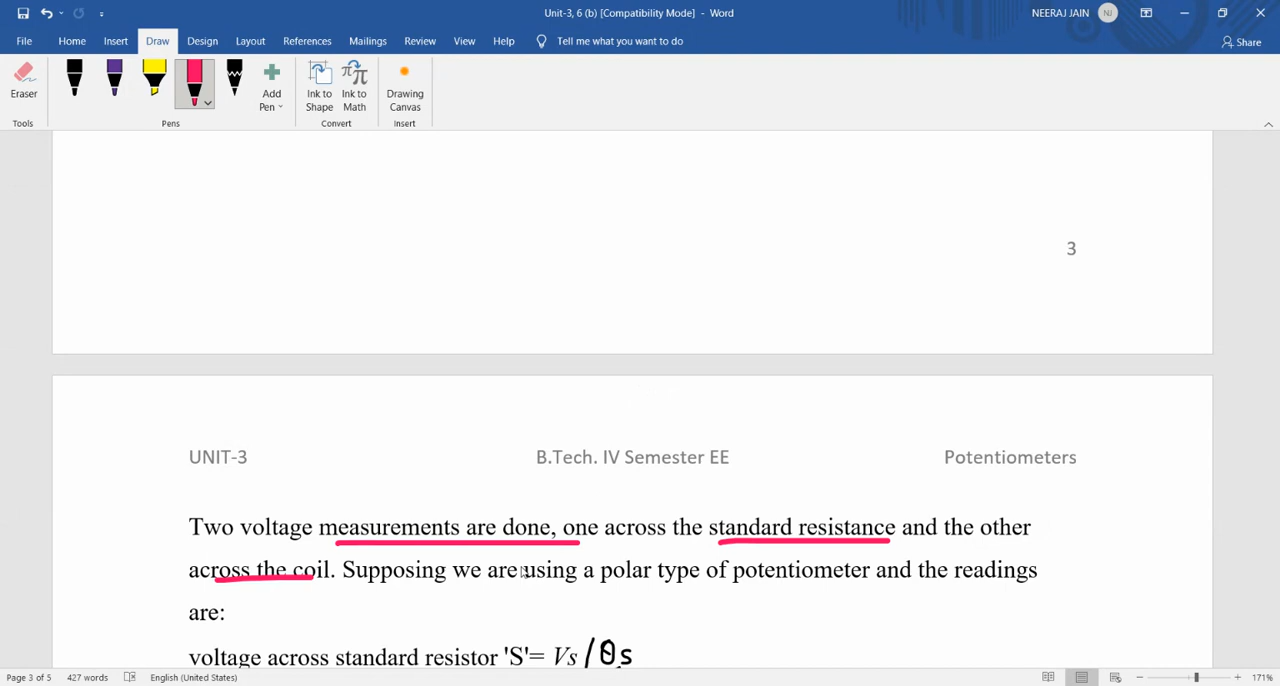 Unit-3, 6 (b) [Compatibility Mode] - Word
NEERAJ JAIN
NJ
File
Home
Insert
Draw
Design
Layout
References
Mailings
Review
View
Help
Tell me what you want to do
Share
Eraser
Add Pen
Ink to Shape
Ink to Math
Drawing Canvas
Tools
Pens
Convert
Insert
3
UNIT-3
B.Tech. IV Semester EE
Potentiometers
Two voltage measurements are done, one across the standard resistance and the other
across the coil. Supposing we are using a polar type of potentiometer and the readings
are:
voltage across standard resistor 'S'= Vs /θs
Page 3 of 5
427 words
English (United States)
171%